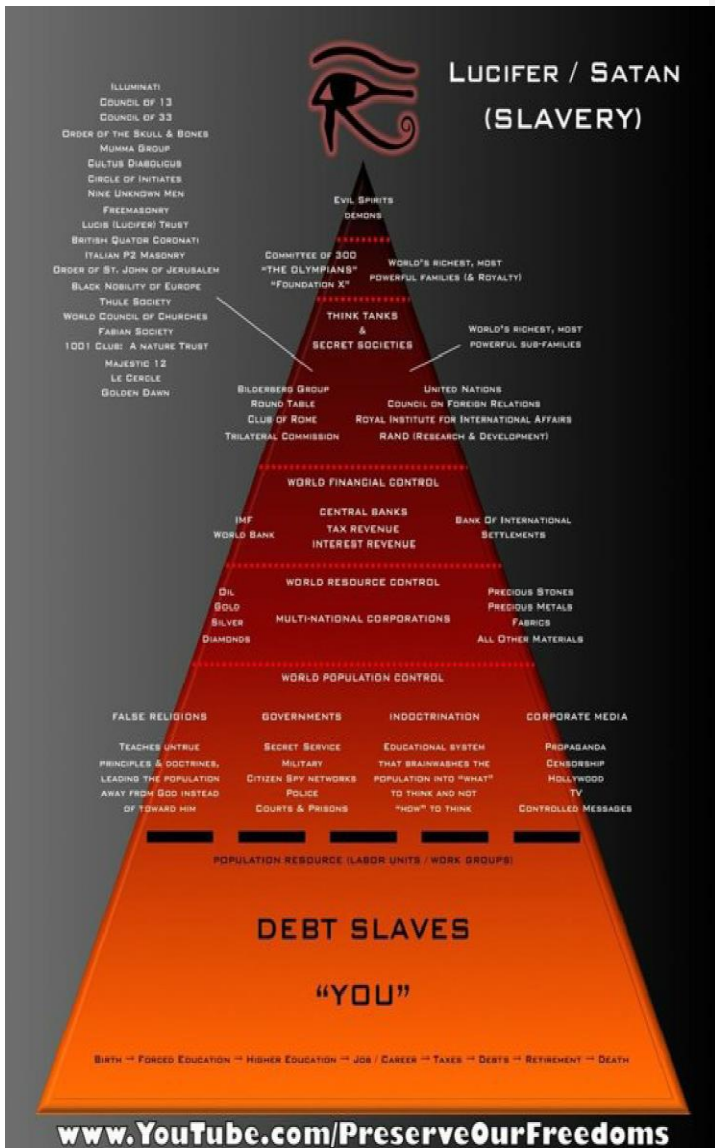 LUCIFER / SATAN
(SLAVERY)
ILLUMINATI
COUNCIL OF 13
COUNCIL OF 33
ORDER OF THE SKULL & BONES
MUMMA GROUP
CULTUS DIABOLICUS
CIRCLE OF INITIATES
NINE UNKNOWN MEN
FREEMASONRY
LUCIS (LUCIFER) TRUST
BRITISH QUATOR CORONATI
ITALIAN P2 MASONRY
ORDER OF ST. JOHN OF JERUSALEM
BLACK NOBILITY OF EUROPE
THULE SOCIETY
WORLD COUNCIL OF CHURCHES
FABIAN SOCIETY
1001 CLUB: A NATURE TRUST
MAJESTIC 12
LE CERCLE
GOLDEN DAWN
EVIL SPIRITS
DEMONS
COMMITTEE OF 300
"THE OLYMPIANS"
"FOUNDATION X"
WORLD'S RICHEST, MOST
POWERFUL FAMILIES (& ROYALTY)
THINK TANKS
&
SECRET SOCIETIES
WORLD'S RICHEST, MOST
POWERFUL SUB-FAMILIES
BILDERBERG GROUP
ROUND TABLE
CLUB OF ROME
TRILATERAL COMMISSION
UNITED NATIONS
COUNCIL ON FOREIGN RELATIONS
ROYAL INSTITUTE FOR INTERNATIONAL AFFAIRS
RAND (RESEARCH & DEVELOPMENT)
WORLD FINANCIAL CONTROL
IMF
WORLD BANK
CENTRAL BANKS
TAX REVENUE
INTEREST REVENUE
BANK OF INTERNATIONAL
SETTLEMENTS
WORLD RESOURCE CONTROL
OIL
GOLD
SILVER
DIAMONDS
MULTI-NATIONAL CORPORATIONS
PRECIOUS STONES
PRECIOUS METALS
FABRICS
ALL OTHER MATERIALS
WORLD POPULATION CONTROL
FALSE RELIGIONS
TEACHES UNTRUE
PRINCIPLES & DOCTRINES,
LEADING THE POPULATION
AWAY FROM GOD INSTEAD
OF TOWARD HIM
GOVERNMENTS
SECRET SERVICE
MILITARY
CITIZEN SPY NETWORKS
POLICE
COURTS & PRISONS
INDOCTRINATION
EDUCATIONAL SYSTEM
THAT BRAINWASHES THE
POPULATION INTO "WHAT"
TO THINK AND NOT
"HOW" TO THINK
CORPORATE MEDIA
PROPAGANDA
CENSORSHIP
HOLLYWOOD
TV
CONTROLLED MESSAGES
POPULATION RESOURCE (LABOR UNITS / WORK GROUPS)
DEBT SLAVES
"YOU"
BIRTH → FORCED EDUCATION → HIGHER EDUCATION → JOB / CAREER → TAXES → DEBTS → RETIREMENT → DEATH
www.YouTube.com/PreserveOurFreedoms